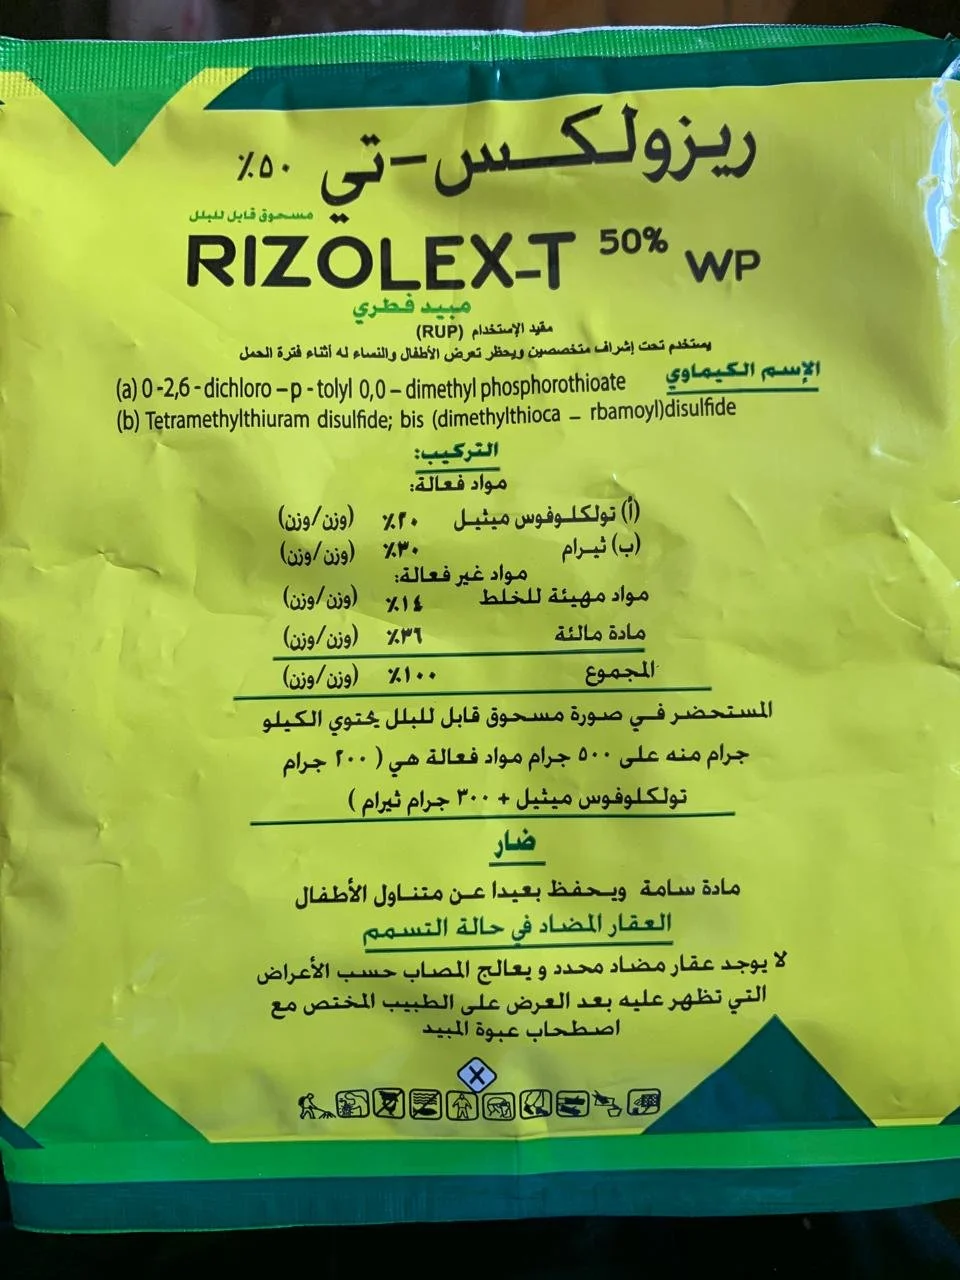 ريزولكس-تي ٥٠٪
مسحوق قابل للبلل
RIZOLEX-T 50% WP
مبيد فطري
مقيد الإستخدام (RUP)
يستخدم تحت إشراف متخصصين ويحظر تعرض الأطفال والنساء له أثناء فترة الحمل
الإسم الكيماوي
(a) 0 -2,6 - dichloro – p - tolyl 0,0 – dimethyl phosphorothioate
(b) Tetramethylthiuram disulfide; bis (dimethylthioca – rbamoyl)disulfide
التركيب:
مواد فعالة:
(أ) تولكلوفوس ميثيل ٢٠٪ (وزن/وزن)
(ب) ثيرام ٣٠٪ (وزن/وزن)
مواد غير فعالة:
مواد مهيئة للخلط ١٤٪ (وزن/وزن)
مادة مالئة ٣٦٪ (وزن/وزن)
المجموع ١٠٠٪ (وزن/وزن)
المستحضر في صورة مسحوق قابل للبلل يحتوي الكيلو
جرام منه على ٥٠٠ جرام مواد فعالة هي ( ٢٠٠ جرام
تولكلوفوس ميثيل + ٣٠٠ جرام ثيرام )
ضار
مادة سامة ويحفظ بعيدا عن متناول الأطفال
العقار المضاد في حالة التسمم
لا يوجد عقار مضاد محدد و يعالج المصاب حسب الأعراض
التي تظهر عليه بعد العرض على الطبيب المختص مع
اصطحاب عبوة المبيد
X